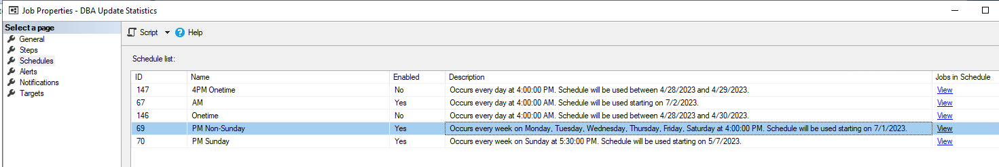 Job Properties - DBA Update Statistics
Select a page
General
Steps
Schedules
Alerts
Notifications
Targets
Script Help
Schedule list:
ID Name Enabled Description Jobs in Schedule
147 4PM Onetime No Occurs every day at 4:00:00 PM. Schedule will be used between 4/28/2023 and 4/29/2023. View
67 AM Yes Occurs every day at 4:00:00 AM. Schedule will be used starting on 7/2/2023. View
146 Onetime No Occurs every day at 4:00:00 AM. Schedule will be used between 4/28/2023 and 4/30/2023. View
69 PM Non-Sunday Yes Occurs every week on Monday, Tuesday, Wednesday, Thursday, Friday, Saturday at 4:00:00 PM. Schedule will be used starting on 7/1/2023. View
70 PM Sunday Yes Occurs every week on Sunday at 5:30:00 PM. Schedule will be used starting on 5/7/2023. View